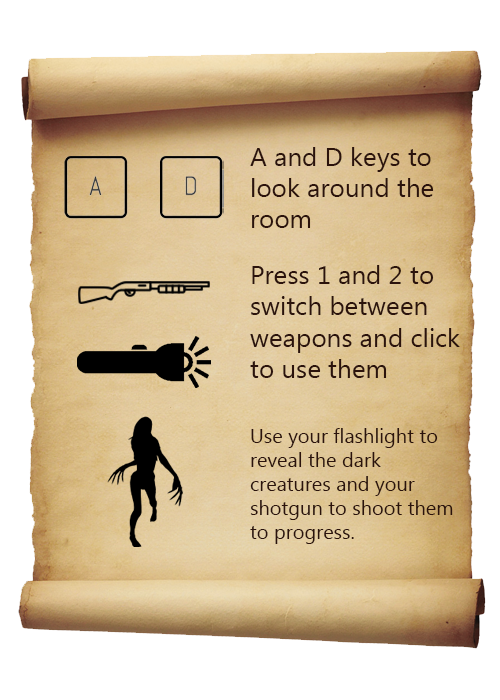 A D
A and D keys to
look around the
room
Press 1 and 2 to
switch between
weapons and click
to use them
Use your flashlight to
reveal the dark
creatures and your
shotgun to shoot them
to progress.